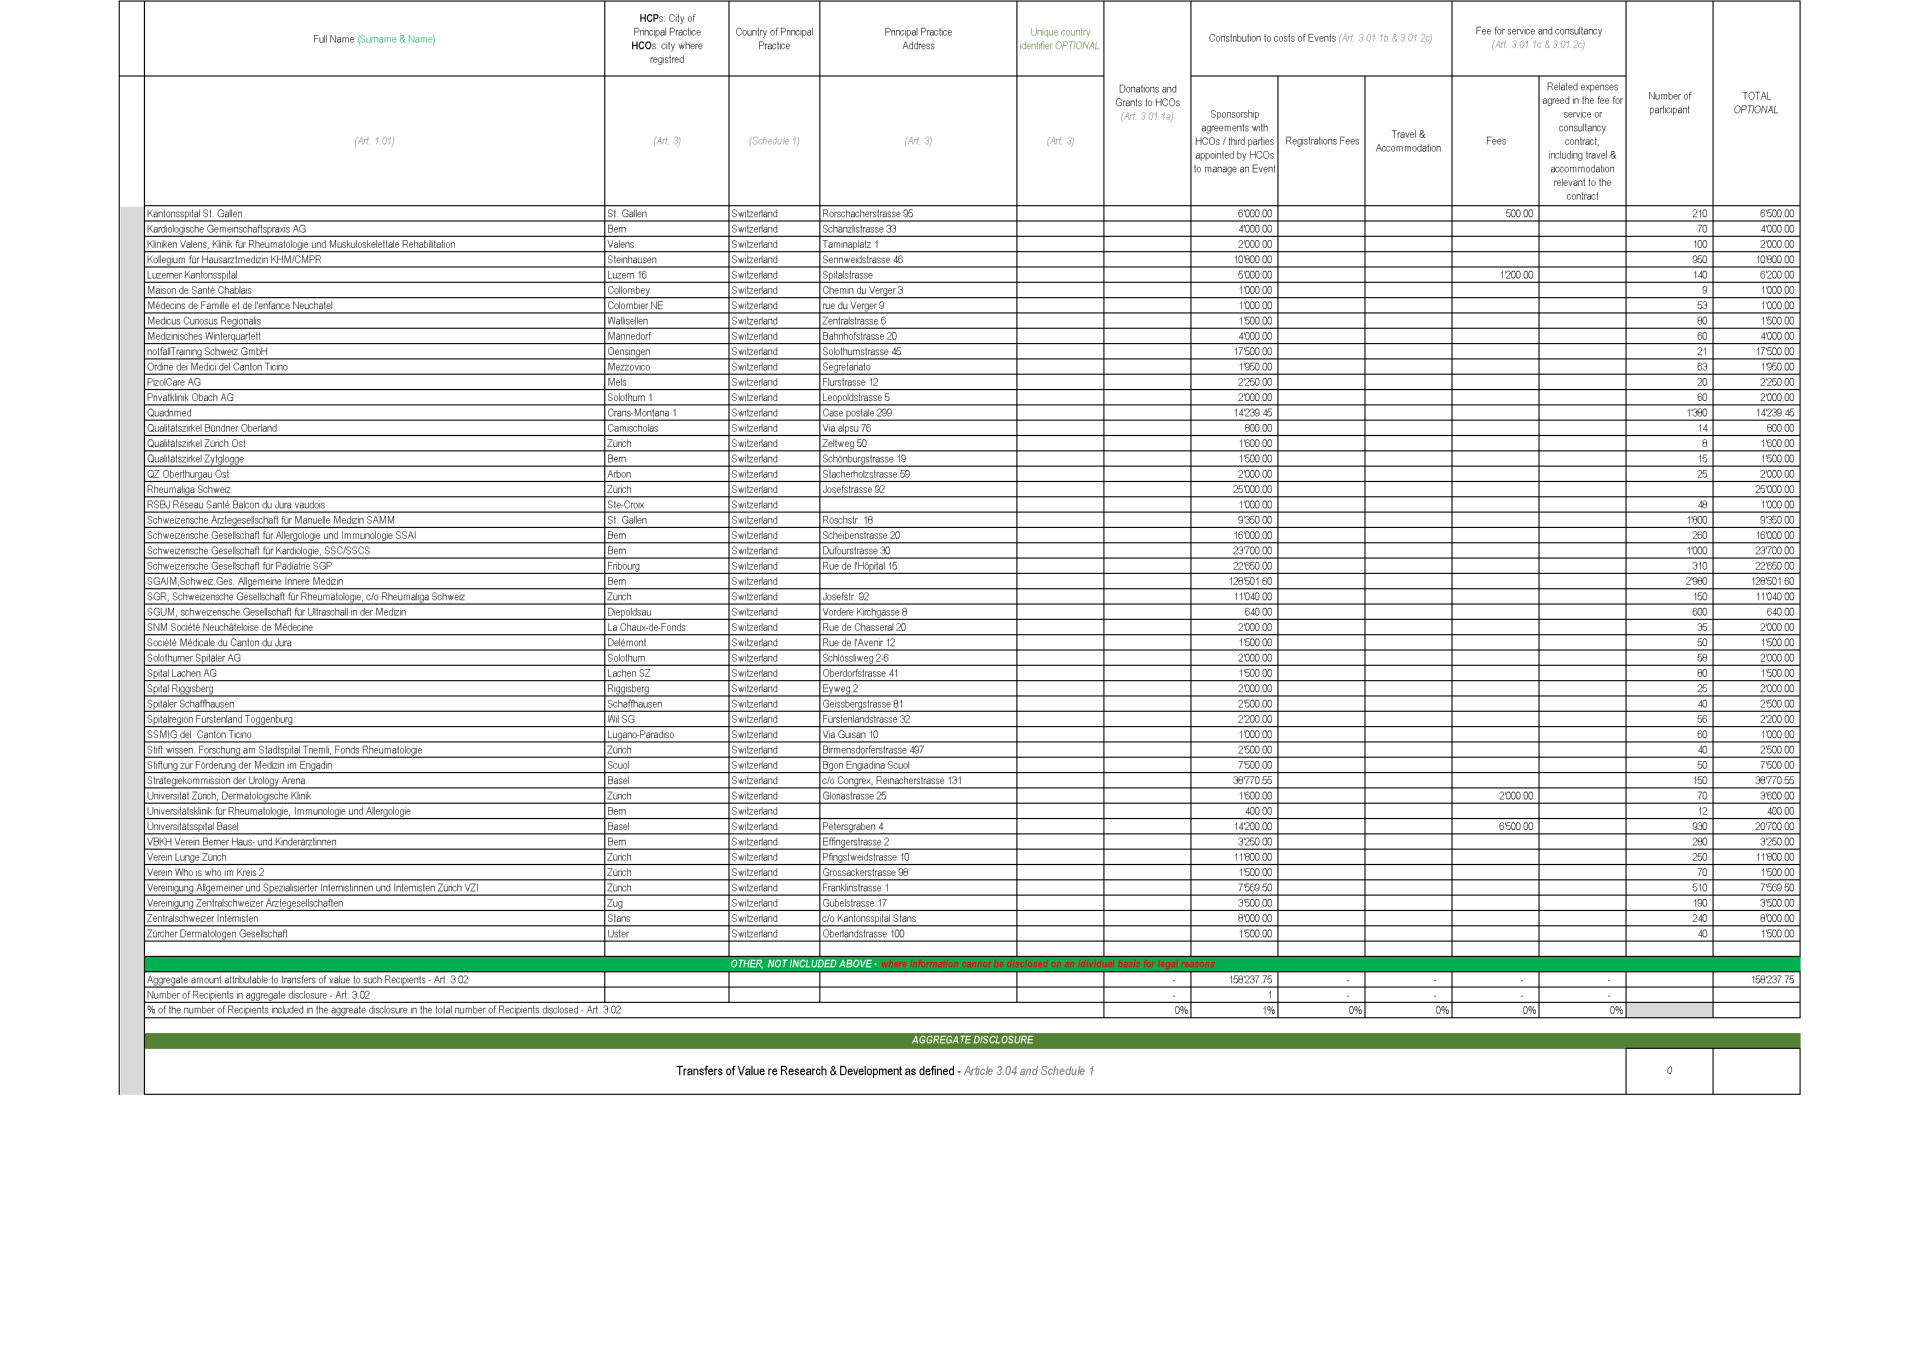 Full Name (Surname & Name)
HCPs: City of Principal Practice HCOs: city where registred
Country of Principal Practice
Principal Practice Address
Unique country identifier OPTIONAL
Donations and Grants to HCOs (Art. 3.01.1a)
Constribution to costs of Events (Art. 3.01.1b & 3.01.2c)
Fee for service and consultancy (Art. 3.01.1c & 3.01.2c)
Number of participant
TOTAL OPTIONAL
(Art. 1.01) (Art. 3) (Schedule 1) (Art. 3) (Art. 3)
Sponsorship agreements with HCOs / third parties appointed by HCOs to manage an Event
Registrations Fees
Travel & Accommodation
Fees
Related expenses agreed in the fee for service or consultancy contract, including travel & accommodation relevant to the contract
Kantonsspital St. Gallen St. Gallen Switzerland Rorschacherstrasse 95 6'000.00 500.00 210 6'500.00
Kardiologische Gemeinschaftspraxis AG Bern Switzerland Schänzlistrasse 33 4'000.00 70 4'000.00
Kliniken Valens, Klinik für Rheumatologie und Muskuloskelettale Rehabilitation Valens Switzerland Taminaplatz 1 2'000.00 100 2'000.00
Kollegium für Hausarztmedizin KHM/CMPR Steinhausen Switzerland Sennweidstrasse 46 10'800.00 950 10'800.00
Luzerner Kantonsspital Luzern 16 Switzerland Spitalstrasse 5'000.00 1'200.00 140 6'200.00
Maison de Santé Chablais Collombey Switzerland Chemin du Verger 3 1'000.00 9 1'000.00
Médecins de Famille et de l'enfance Neuchatel Colombier NE Switzerland rue du Verger 9 1'000.00 53 1'000.00
Medicus Curiosus Regionalis Wallisellen Switzerland Zentralstrasse 6 1'500.00 80 1'500.00
Medizinisches Winterquartett Männedorf Switzerland Bahnhofstrasse 20 4'000.00 60 4'000.00
notfallTraining Schweiz GmbH Oensingen Switzerland Solothurnstrasse 45 17'500.00 21 17'500.00
Ordine dei Medici del Canton Ticino Mezzovico Switzerland Segretariato 1'950.00 63 1'950.00
PizolCare AG Mels Switzerland Flurstrasse 12 2'250.00 20 2'250.00
Privatklinik Obach AG Solothurn 1 Switzerland Leopoldstrasse 5 2'000.00 60 2'000.00
Quadrimed Crans-Montana 1 Switzerland Case postale 299 14'239.45 1'380 14'239.45
Qualitätszirkel Bündner Oberland Camischolas Switzerland Via alpsu 76 800.00 14 800.00
Qualitätszirkel Zürich Ost Zürich Switzerland Zeltweg 50 1'600.00 8 1'600.00
Qualitätszirkel Zytglogge Bern Switzerland Schönburgstrasse 19 1'500.00 15 1'500.00
QZ Oberthurgau Ost Arbon Switzerland Stacherholzstrasse 59 2'000.00 25 2'000.00
Rheumaliga Schweiz Zürich Switzerland Josefstrasse 92 25'000.00 25'000.00
RSBJ Réseau Santé Balcon du Jura vaudois Ste-Croix Switzerland 1'000.00 48 1'000.00
Schweizerische Ärztegesellschaft für Manuelle Medizin SAMM St. Gallen Switzerland Röschstr. 18 9'350.00 1'800 9'350.00
Schweizerische Gesellschaft für Allergologie und Immunologie SSAI Bern Switzerland Scheibenstrasse 20 16'000.00 260 16'000.00
Schweizerische Gesellschaft für Kardiologie, SSC/SSCS Bern Switzerland Dufourstrasse 30 23'700.00 1'000 23'700.00
Schweizerische Gesellschaft für Pädiatrie SGP Fribourg Switzerland Rue de l'Hôpital 15 22'650.00 310 22'650.00
SGAIM,Schweiz.Ges. Allgemeine Innere Medizin Bern Switzerland 128'501.60 2'980 128'501.60
SGR, Schweizerische Gesellschaft für Rheumatologie, c/o Rheumaliga Schweiz Zürich Switzerland Josefstr. 92 11'040.00 150 11'040.00
SGUM, schweizerische Gesellschaft für Ultraschall in der Medizin Diepoldsau Switzerland Vordere Kirchgasse 8 640.00 600 640.00
SNM Société Neuchâteloise de Médecine La Chaux-de-Fonds Switzerland Rue de Chasseral 20 2'000.00 35 2'000.00
Société Médicale du Canton du Jura Delémont Switzerland Rue de l'Avenir 12 1'500.00 50 1'500.00
Solothurner Spitäler AG Solothurn Switzerland Schlössliweg 2-6 2'000.00 58 2'000.00
Spital Lachen AG Lachen SZ Switzerland Oberdorfstrasse 41 1'500.00 80 1'500.00
Spital Riggisberg Riggisberg Switzerland Eyweg 2 2'000.00 25 2'000.00
Spitäler Schaffhausen Schaffhausen Switzerland Geissbergstrasse 81 2'500.00 40 2'500.00
Spitalregion Fürstenland Toggenburg Wil SG Switzerland Fürstenlandstrasse 32 2'200.00 56 2'200.00
SSMIG del Canton Ticino Lugano-Paradiso Switzerland Via Guisan 10 1'000.00 60 1'000.00
Stift.wissen. Forschung am Stadtspital Triemli, Fonds Rheumatologie Zürich Switzerland Birmensdorferstrasse 497 2'500.00 40 2'500.00
Stiftung zur Förderung der Medizin im Engadin Scuol Switzerland Bgon Engiadina Scuol 7'500.00 50 7'500.00
Strategiekommission der Urology Arena Basel Switzerland c/o Congrex, Reinacherstrasse 131 38'770.55 150 38'770.55
Universität Zürich, Dermatologische Klinik Zürich Switzerland Gloriastrasse 25 1'600.00 2'000.00 70 3'600.00
Universitätsklinik für Rheumatologie, Immunologie und Allergologie Bern Switzerland 400.00 12 400.00
Universitätsspital Basel Basel Switzerland Petersgraben 4 14'200.00 6'500.00 930 20'700.00
VBKH Verein Berner Haus- und Kinderärztinnen Bern Switzerland Effingerstrasse 2 3'250.00 280 3'250.00
Verein Lunge Zürich Zürich Switzerland Pfingstweidstrasse 10 11'800.00 250 11'800.00
Verein Who is who im Kreis 2 Zürich Switzerland Grossackerstrasse 98 1'500.00 70 1'500.00
Vereinigung Allgemeiner und Spezialisierter Internistinnen und Internisten Zürich VZI Zürich Switzerland Franklinstrasse 1 7'569.50 510 7'569.50
Vereinigung Zentralschweizer Ärztegesellschaften Zug Switzerland Gubelstrasse 17 3'500.00 190 3'500.00
Zentralschweizer Internisten Stans Switzerland c/o Kantonsspital Stans 8'000.00 240 8'000.00
Zürcher Dermatologen Gesellschaft Uster Switzerland Oberlandstrasse 100 1'500.00 40 1'500.00
OTHER, NOT INCLUDED ABOVE - where information cannot be disclosed on an idividual basis for legal reasons
Aggregate amount attributable to transfers of value to such Recipients - Art. 3.02 - 158'237.75 - - - - 158'237.75
Number of Recipients in aggregate disclosure - Art. 3.02 - 1 - - - -
% of the number of Recipients included in the aggreate disclosure in the total number of Recipients disclosed - Art. 3.02 0% 1% 0% 0% 0% 0%
AGGREGATE DISCLOSURE
Transfers of Value re Research & Development as defined - Article 3.04 and Schedule 1 0